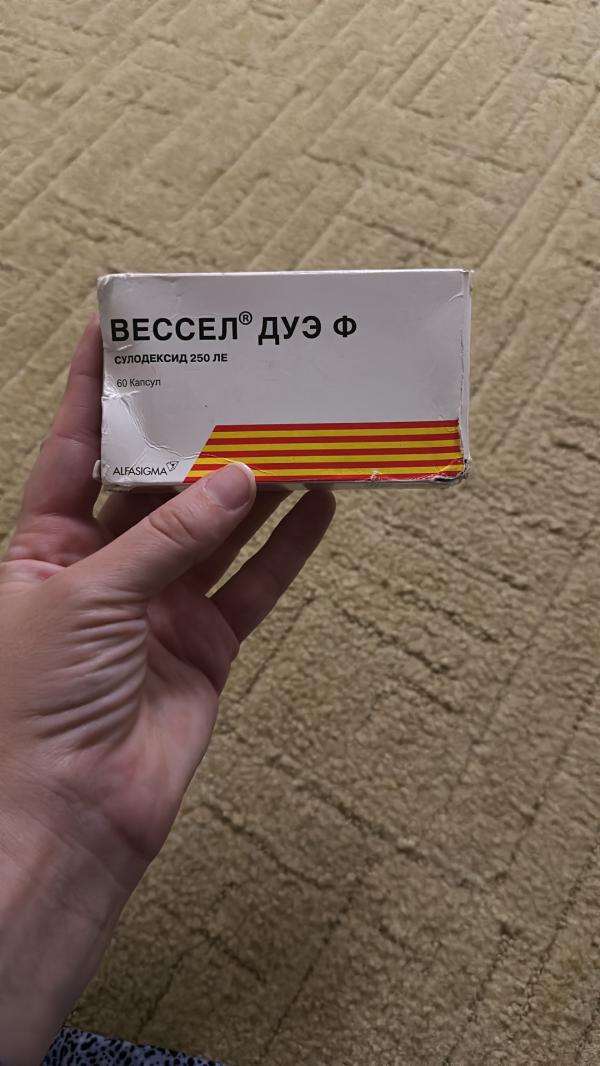 ВЕССЕЛ® ДУЭ Ф
СУЛОДЕКСИД 250 ЛЕ
60 Капсул
ALFASIGMA